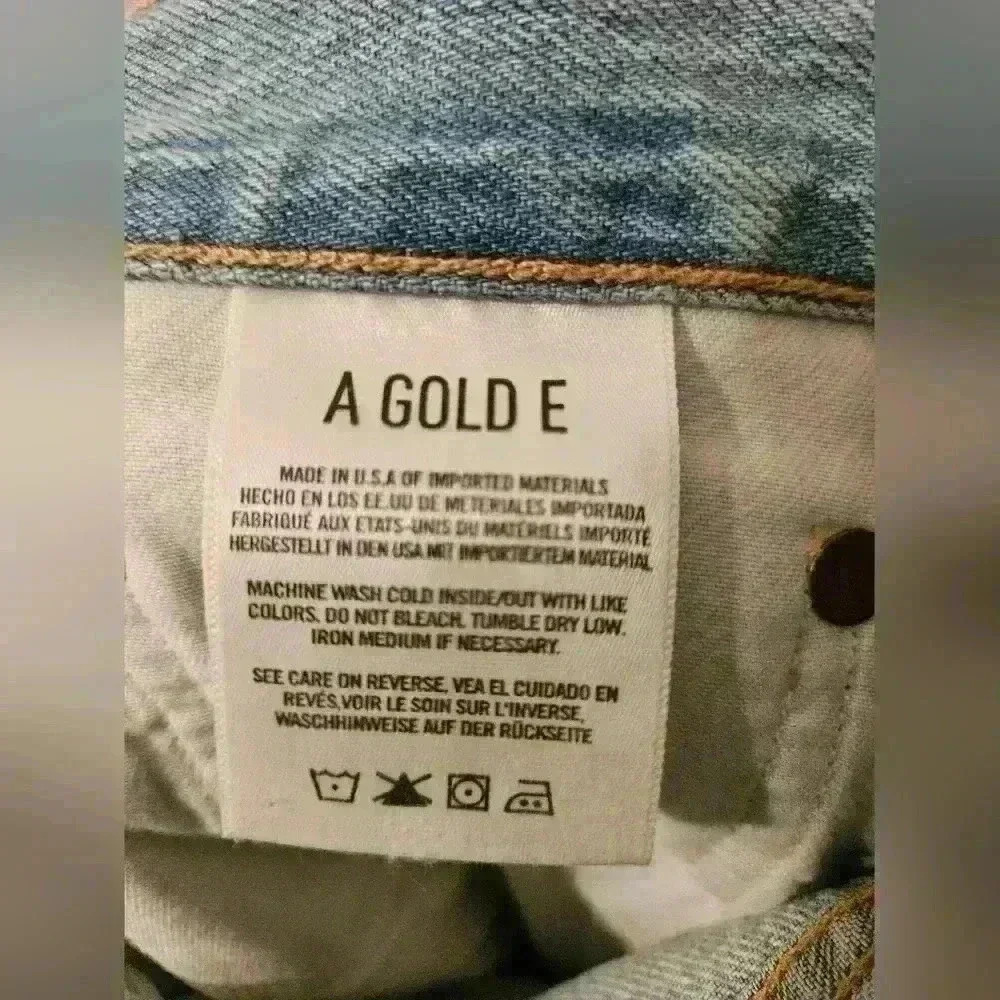 A GOLD E
MADE IN U.S.A OF IMPORTED MATERIALS
HECHO EN LOS EE.UU DE METERIALES IMPORTADA
FABRIQUÉ AUX ETATS-UNIS DU MATERIELS IMPORTÉ
HERGESTELLT IN DEN USA MIT IMPORTIERTEM MATERIAL
MACHINE WASH COLD INSIDE/OUT WITH LIKE
COLORS. DO NOT BLEACH. TUMBLE DRY LOW.
IRON MEDIUM IF NECESSARY.
SEE CARE ON REVERSE, VEA EL CUIDADO EN
REVÉS,VOIR LE SOIN SUR L'INVERSE,
WASCHHINWEISE AUF DER RÜCKSEITE